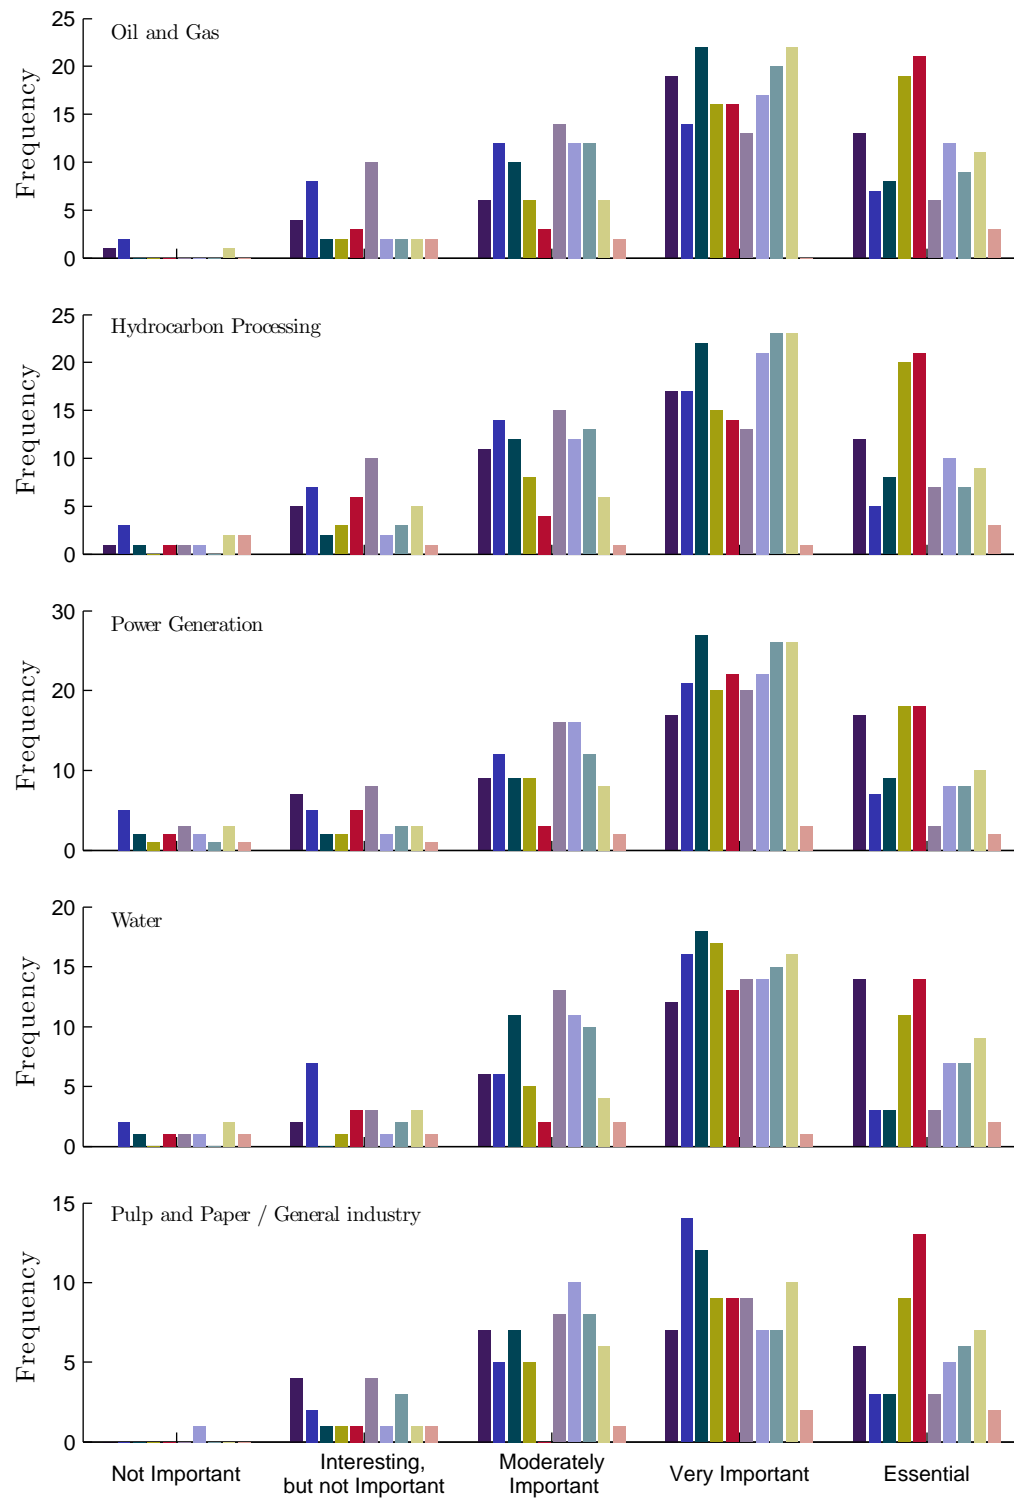 25
Oil and Gas
20
15
10
5
0
Frequency
25
Hydrocarbon Processing
20
15
10
5
0
Frequency
30
Power Generation
20
10
0
Frequency
20
Water
15
10
5
0
Frequency
15
Pulp and Paper / General industry
10
5
0
Frequency
Not Important
Interesting,
but not Important
Moderately
Important
Very Important
Essential